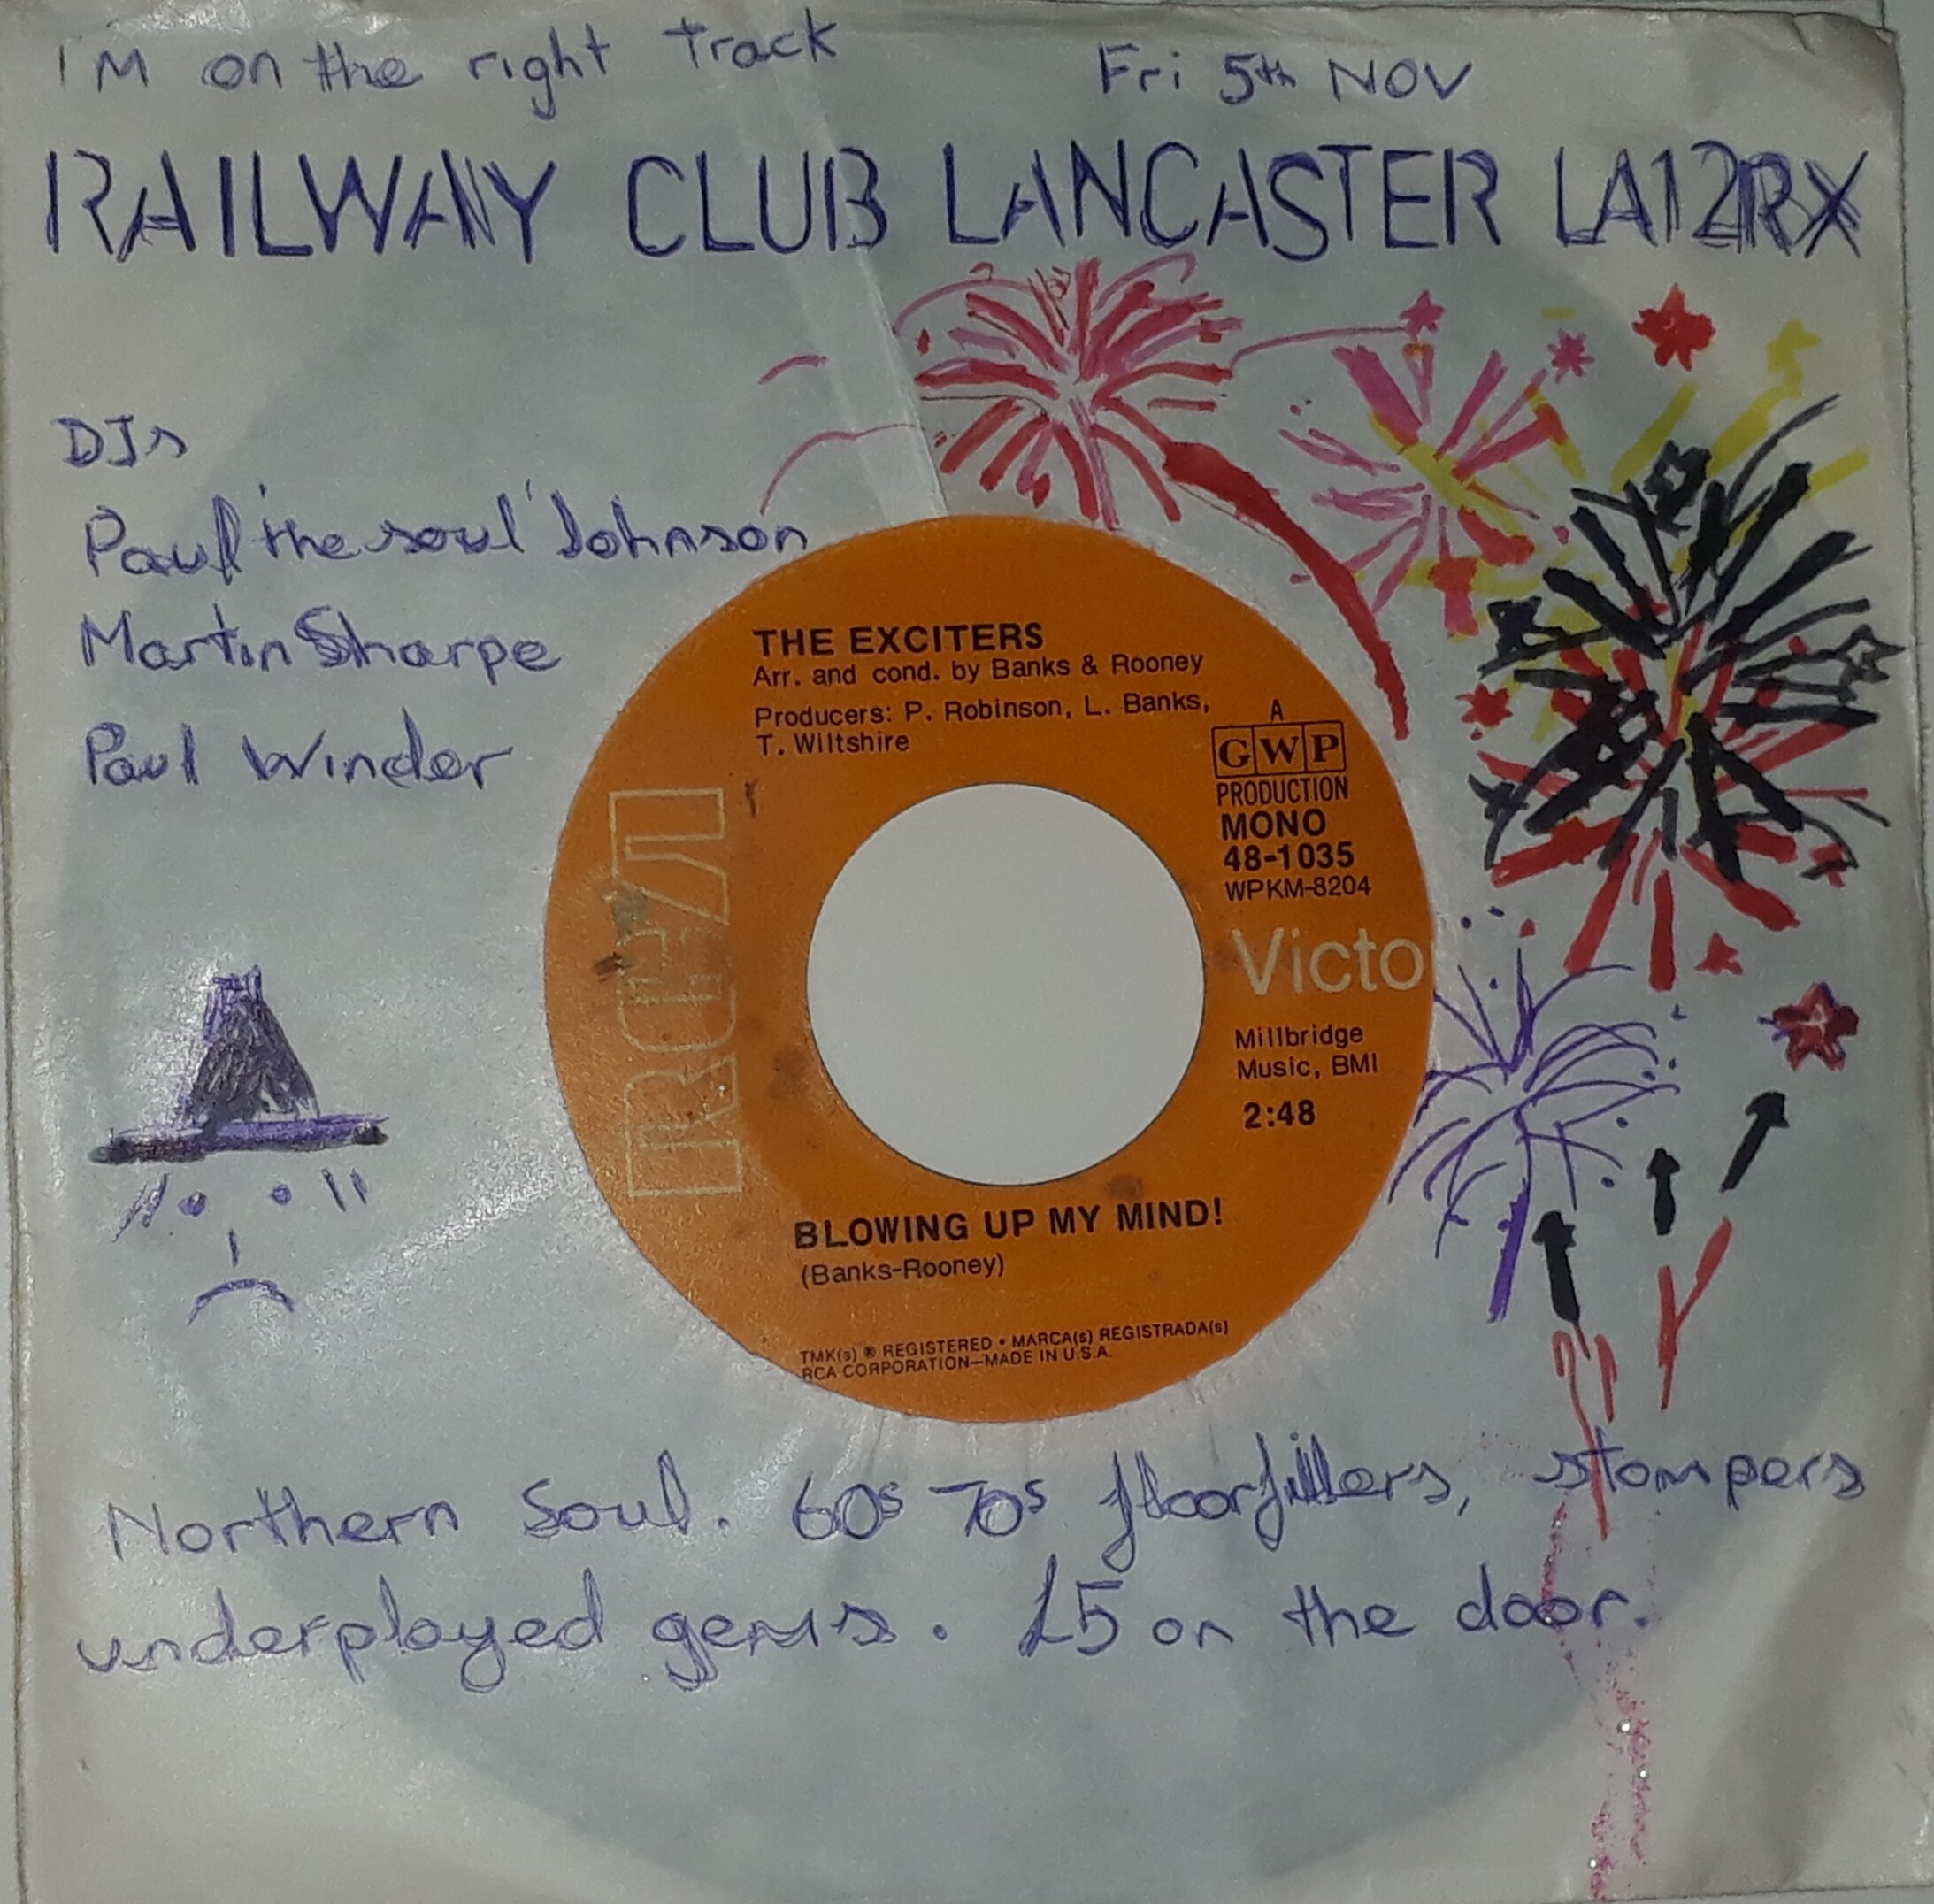 I'M on the right Track
Fri 5th NOV
RAILWAY CLUB LANCASTER LA12RX
DJs
Paul 'the soul' Johnson
Martin Sharpe
Paul Winder
THE EXCITERS
Arr. and cond. by Banks & Rooney
Producers: P. Robinson, L. Banks,
T. Wiltshire
A
GWP
PRODUCTION
MONO
48-1035
WPKM-8204
RCA
Victo
Millbridge
Music, BMI
2:48
BLOWING UP MY MIND!
(Banks-Rooney)
TMK(s) ® REGISTERED • MARCA(s) REGISTRADA(s)
RCA CORPORATION—MADE IN U.S.A.
Northern Soul. 60s 70s floorfillers, stompers
underplayed gems. £5 on the door.